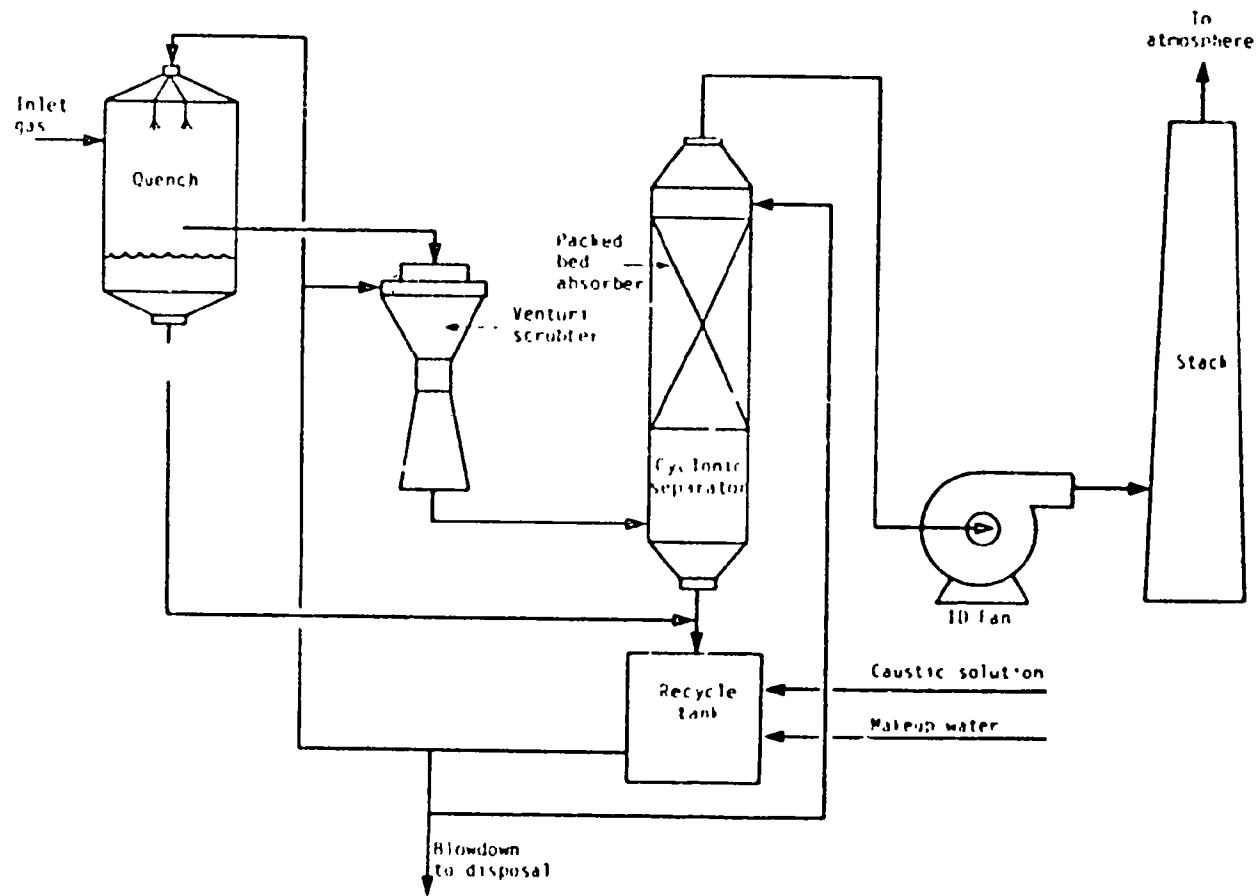 To
atmosphere
Inlet
gas
Quench
Packed
bed
absorber
Venturi
scrubber
Stack
Cyclonic
separator
ID Fan
Caustic solution
Recycle
tank
Makeup water
Blowdown
to disposal